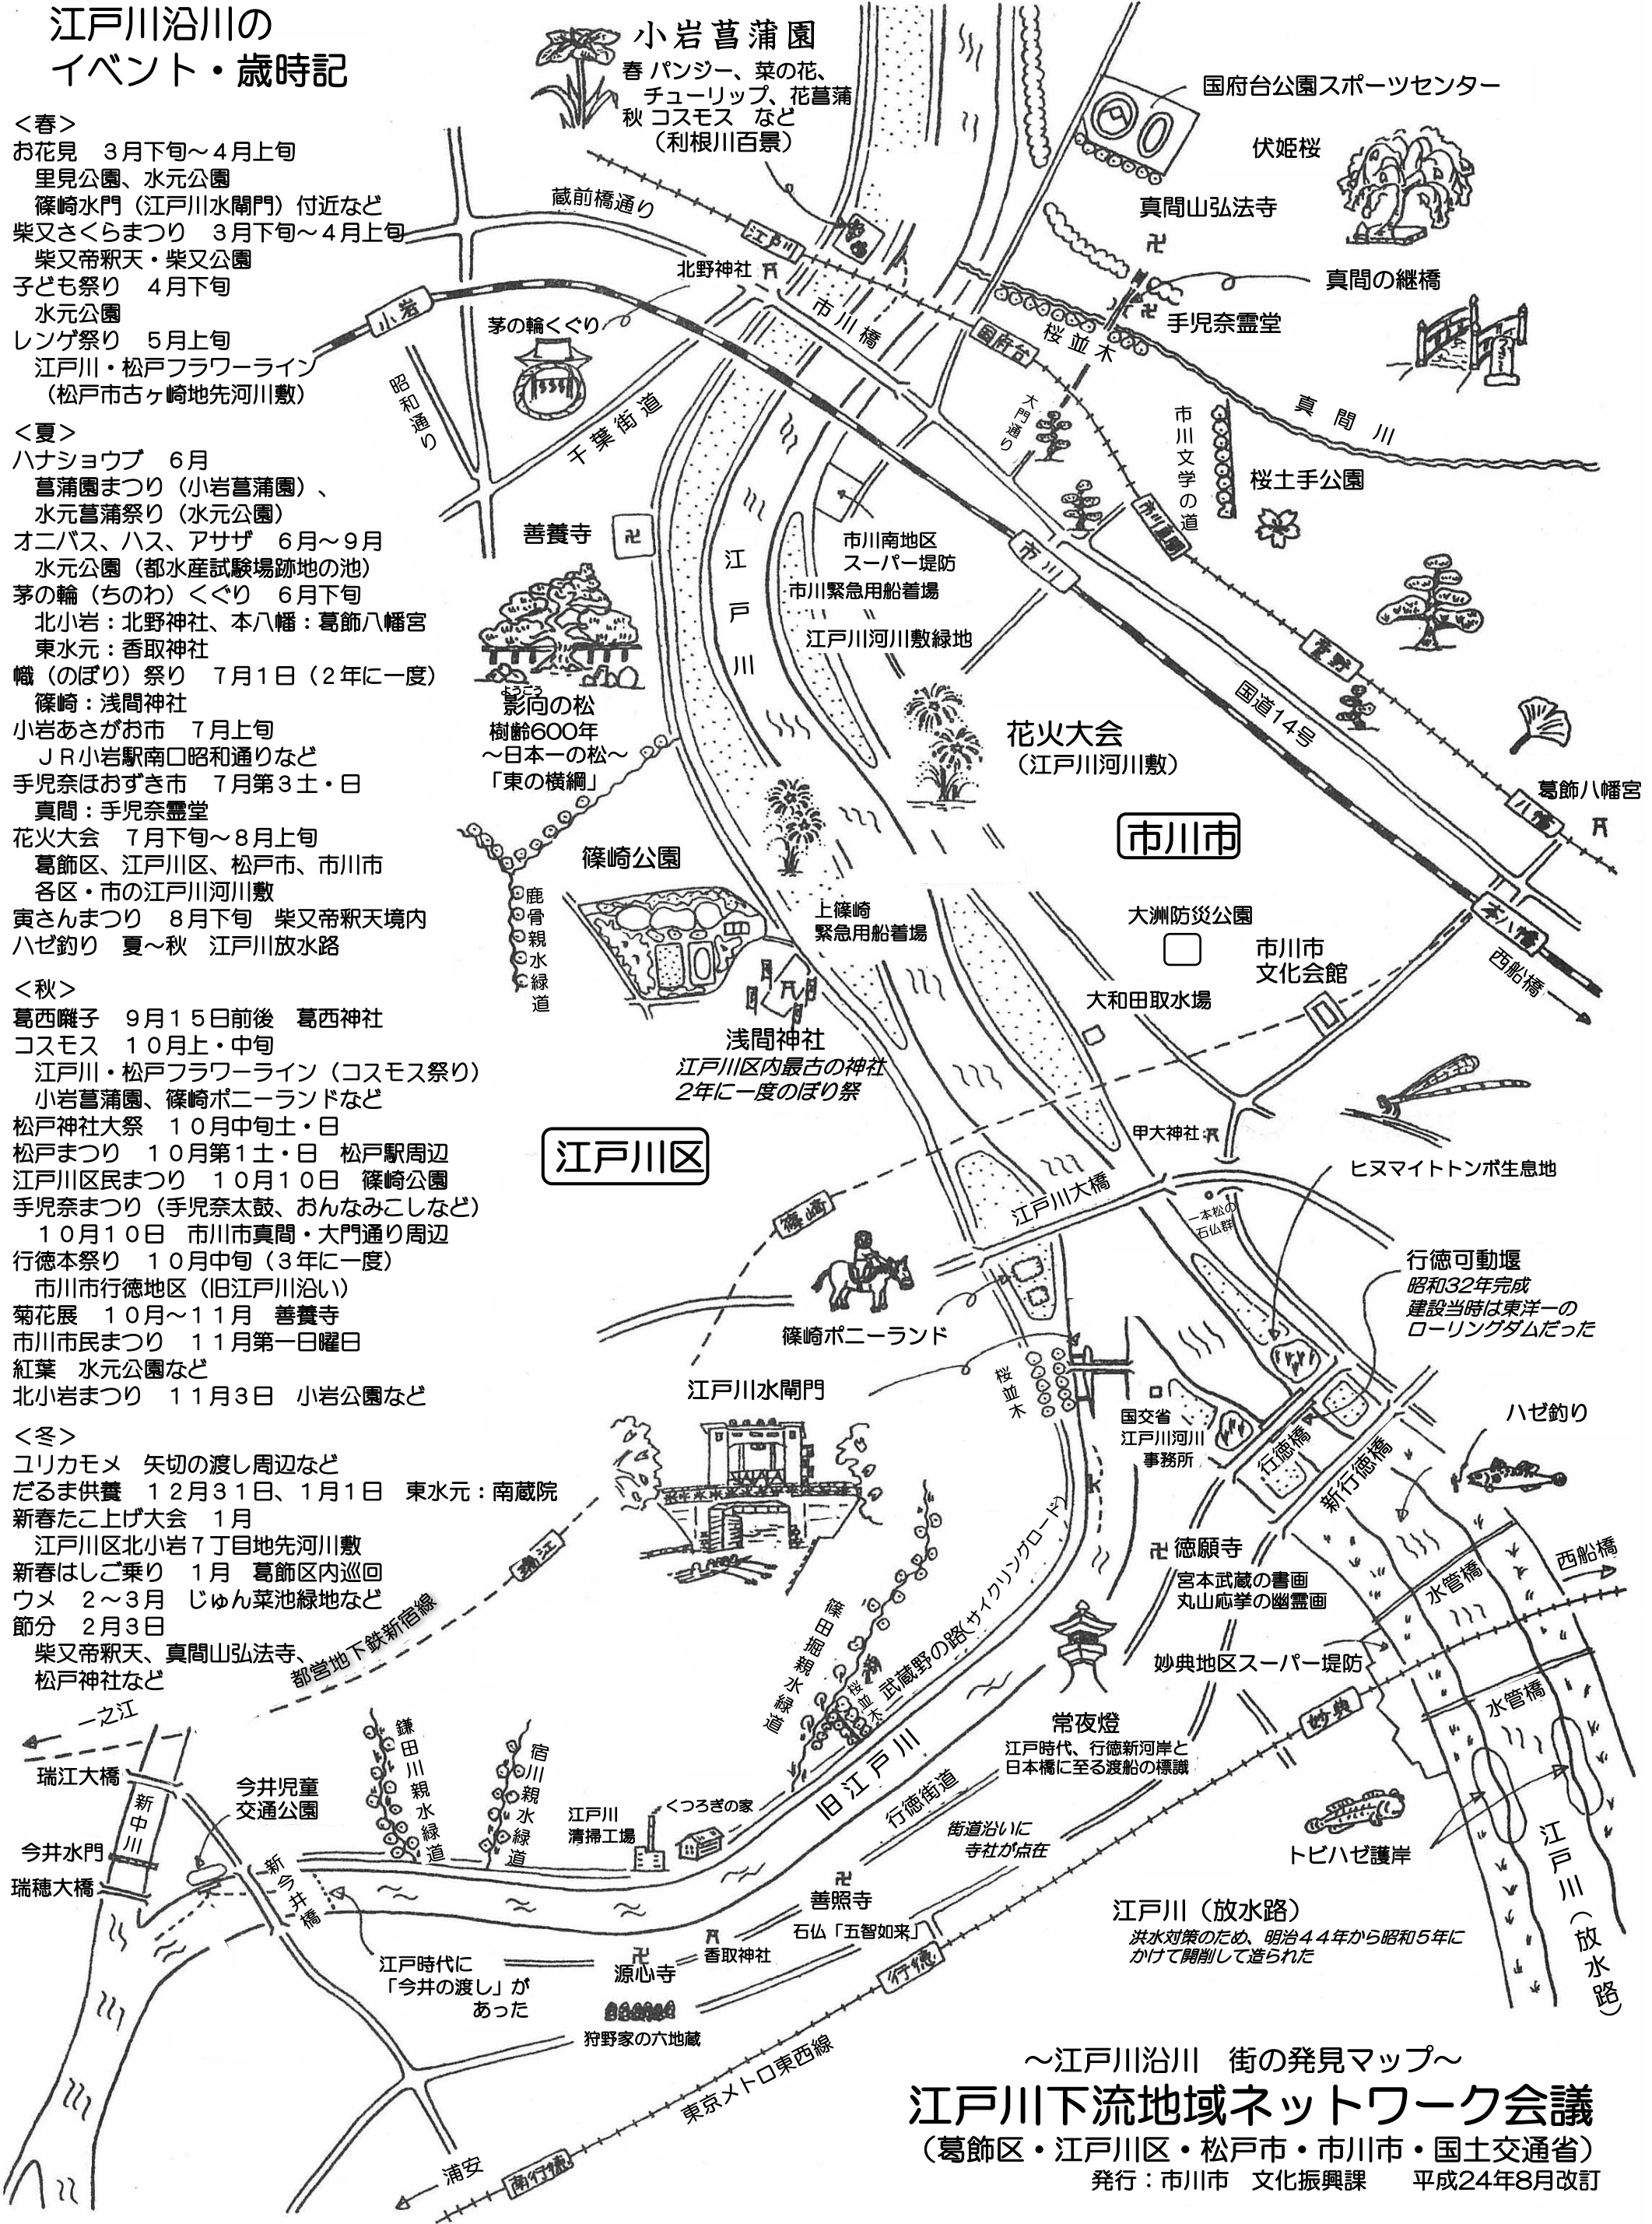 江戸川沿川の
イベント・歳時記
＜春＞
お花見　３月下旬～４月上旬
里見公園、水元公園
篠崎水門（江戸川水閘門）付近など
柴又さくらまつり　３月下旬～４月上旬
柴又帝釈天・柴又公園
子ども祭り　４月下旬
水元公園
レンゲ祭り　５月上旬
江戸川・松戸フラワーライン
（松戸市古ヶ崎地先河川敷）
＜夏＞
ハナショウブ　６月
菖蒲園まつり（小岩菖蒲園）、
水元菖蒲祭り（水元公園）
オニバス、ハス、アサザ　６月～９月
水元公園（都水産試験場跡地の池）
茅の輪（ちのわ）くぐり　６月下旬
北小岩：北野神社、本八幡：葛飾八幡宮
東水元：香取神社
幟（のぼり）祭り　７月１日（２年に一度）
篠崎：浅間神社
小岩あさがお市　７月上旬
ＪＲ小岩駅南口昭和通りなど
手児奈ほおずき市　７月第３土・日
真間：手児奈霊堂
花火大会　７月下旬～８月上旬
葛飾区、江戸川区、松戸市、市川市
各区・市の江戸川河川敷
寅さんまつり　８月下旬　柴又帝釈天境内
ハゼ釣り　夏～秋　江戸川放水路
＜秋＞
葛西囃子　９月１５日前後　葛西神社
コスモス　１０月上・中旬
江戸川・松戸フラワーライン（コスモス祭り）
小岩菖蒲園、篠崎ポニーランドなど
松戸神社大祭　１０月中旬土・日
松戸まつり　１０月第１土・日　松戸駅周辺
江戸川区民まつり　１０月１０日　篠崎公園
手児奈まつり（手児奈太鼓、おんなみこしなど）
１０月１０日　市川市真間・大門通り周辺
行徳本祭り　１０月中旬（３年に一度）
市川市行徳地区（旧江戸川沿い）
菊花展　１０月～１１月　善養寺
市川市民まつり　１１月第一日曜日
紅葉　水元公園など
北小岩まつり　１１月３日　小岩公園など
＜冬＞
ユリカモメ　矢切の渡し周辺など
だるま供養　１２月３１日、１月１日　東水元：南蔵院
新春たこ上げ大会　１月
江戸川区北小岩７丁目地先河川敷
新春はしご乗り　１月　葛飾区内巡回
ウメ　２～３月　じゅん菜池緑地など
節分　２月３日
柴又帝釈天、真間山弘法寺、
松戸神社など
小岩菖蒲園
春 パンジー、菜の花、
チューリップ、花菖蒲
秋 コスモス　など
（利根川百景）
国府台公園スポーツセンター
伏姫桜
真間山弘法寺
真間の継橋
手児奈霊堂
蔵前橋通り
江戸川
北野神社
小岩
茅の輪くぐり
昭和通り
千葉街道
市川橋
国府台
桜並木
大門通り
真間川
市川文学の道
桜土手公園
市川真間
市川
善養寺
江戸川
市川南地区
スーパー堤防
市川緊急用船着場
江戸川河川敷緑地
ようごう
影向の松
樹齢600年
～日本一の松～
「東の横綱」
菅野
国道14号
花火大会
（江戸川河川敷）
葛飾八幡宮
八幡
市川市
本八幡
西船橋
篠崎公園
鹿骨親水緑道
上篠崎
緊急用船着場
大洲防災公園
市川市
文化会館
大和田取水場
浅間神社
江戸川区内最古の神社
2年に一度のぼり祭
江戸川区
甲大神社
ヒヌマイトトンボ生息地
篠崎
江戸川大橋
一本松の
石仏群
篠崎ポニーランド
行徳可動堰
昭和32年完成
建設当時は東洋一の
ローリングダムだった
江戸川水閘門
桜並木
国交省
江戸川河川
事務所
行徳橋
新行徳橋
ハゼ釣り
瑞江
都営地下鉄新宿線
篠田堀親水緑道
桜並木
武蔵野の路（サイクリングロード）
徳願寺
宮本武蔵の書画
丸山応挙の幽霊画
水管橋
西船橋
妙典地区スーパー堤防
水管橋
妙典
常夜燈
江戸時代、行徳新河岸と
日本橋に至る渡船の標識
一之江
瑞江大橋
新中川
今井児童
交通公園
今井水門
瑞穂大橋
新今井橋
鎌田川親水緑道
宿川親水緑道
江戸川
清掃工場
くつろぎの家
旧江戸川
行徳街道
街道沿いに
寺社が点在
トビハゼ護岸
江戸川（放水路）
江戸川（放水路）
洪水対策のため、明治４４年から昭和５年に
かけて開削して造られた
善照寺
石仏「五智如来」
香取神社
源心寺
行徳
江戸時代に
「今井の渡し」が
あった
狩野家の六地蔵
東京メトロ東西線
浦安
南行徳
～江戸川沿川　街の発見マップ～
江戸川下流地域ネットワーク会議
（葛飾区・江戸川区・松戸市・市川市・国土交通省）
発行：市川市　文化振興課　　平成24年8月改訂